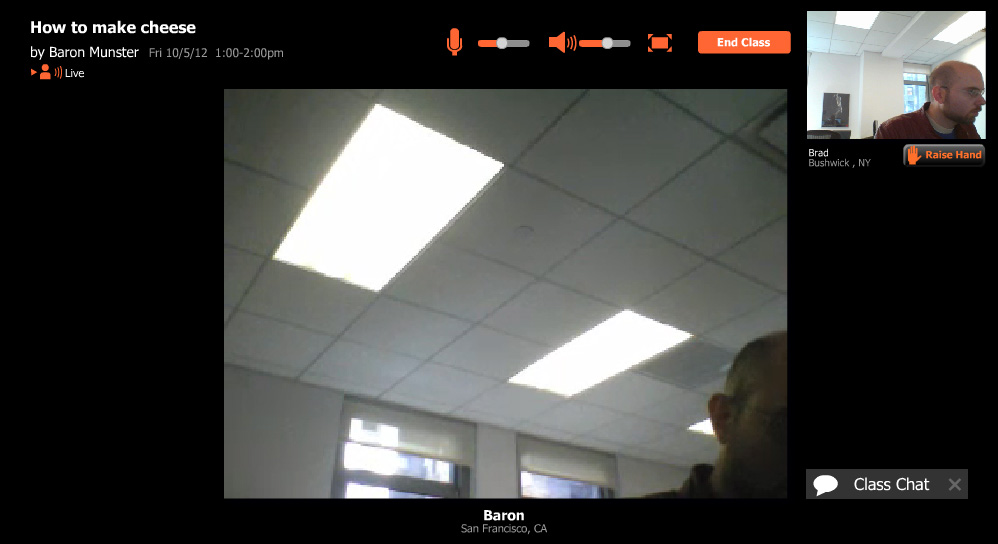 How to make cheese
by Baron Munster Fri 10/5/12 1:00-2:00pm
Live
End Class
Brad
Bushwick , NY
Raise Hand
Class Chat
Baron
San Francisco, CA